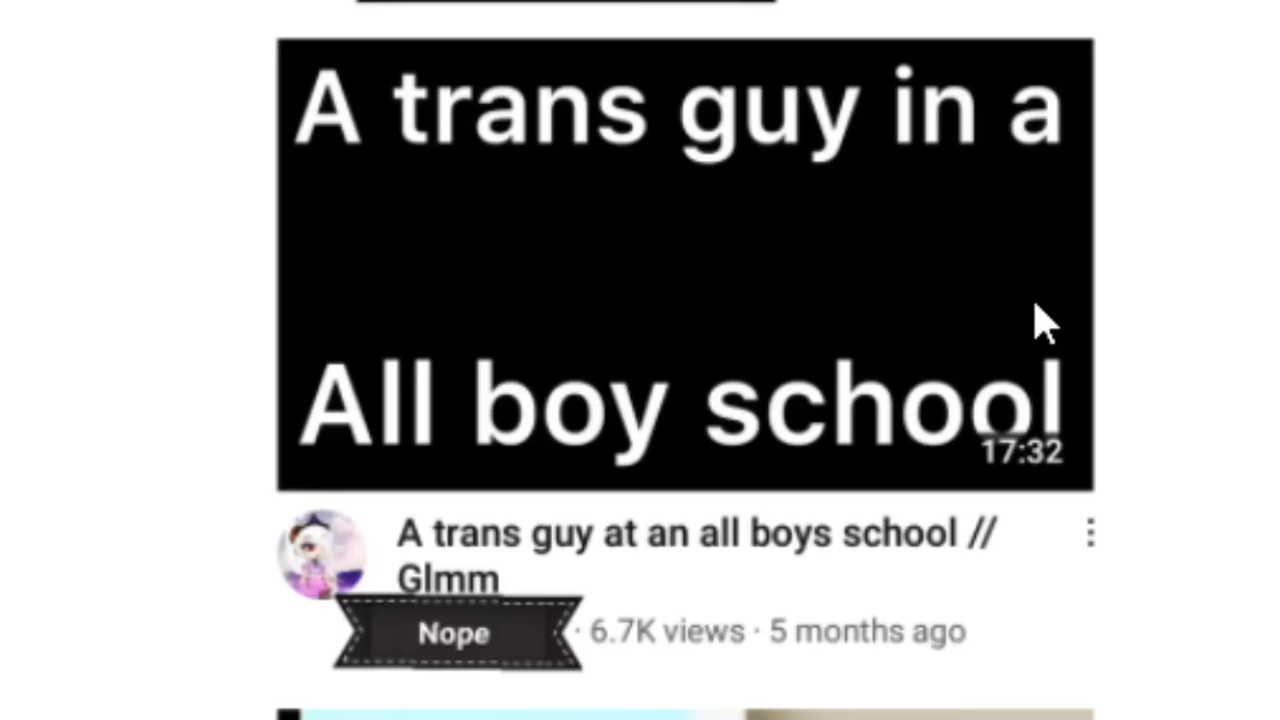 A trans guy in a
All boy school
17:32
A trans guy at an all boys school //
Glmm
Nope · 6.7K views · 5 months ago